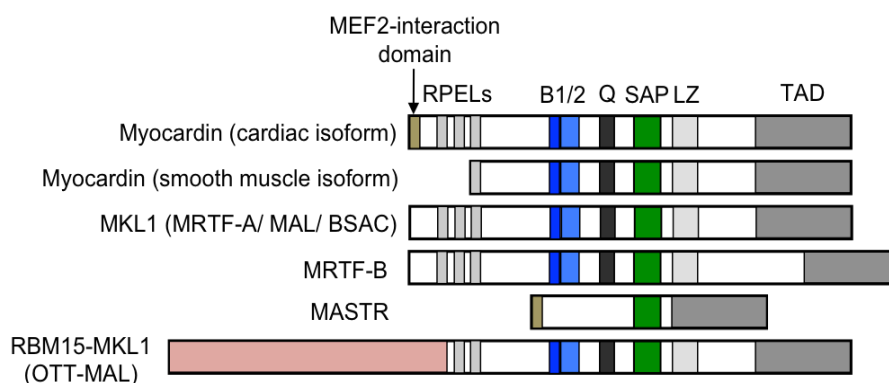 MEF2-interaction
domain
RPELs B1/2 Q SAP LZ TAD
Myocardin (cardiac isoform)
Myocardin (smooth muscle isoform)
MKL1 (MRTF-A/ MAL/ BSAC)
MRTF-B
MASTR
RBM15-MKL1
(OTT-MAL)